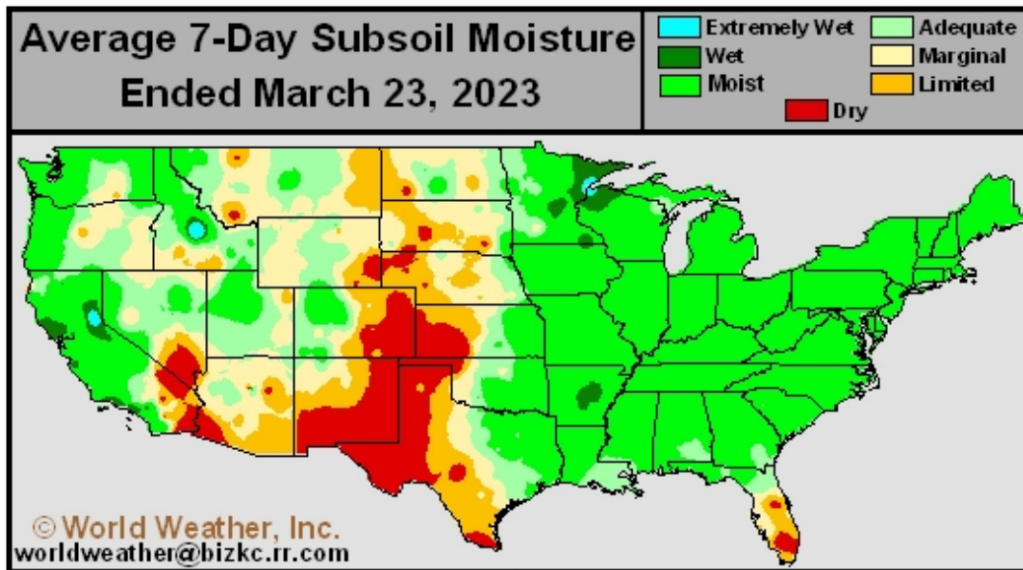 Average 7-Day Subsoil Moisture
Ended March 23, 2023
Extremely Wet
Adequate
Wet
Marginal
Moist
Limited
Dry
© World Weather, Inc.
worldweather@bizkc.rr.com